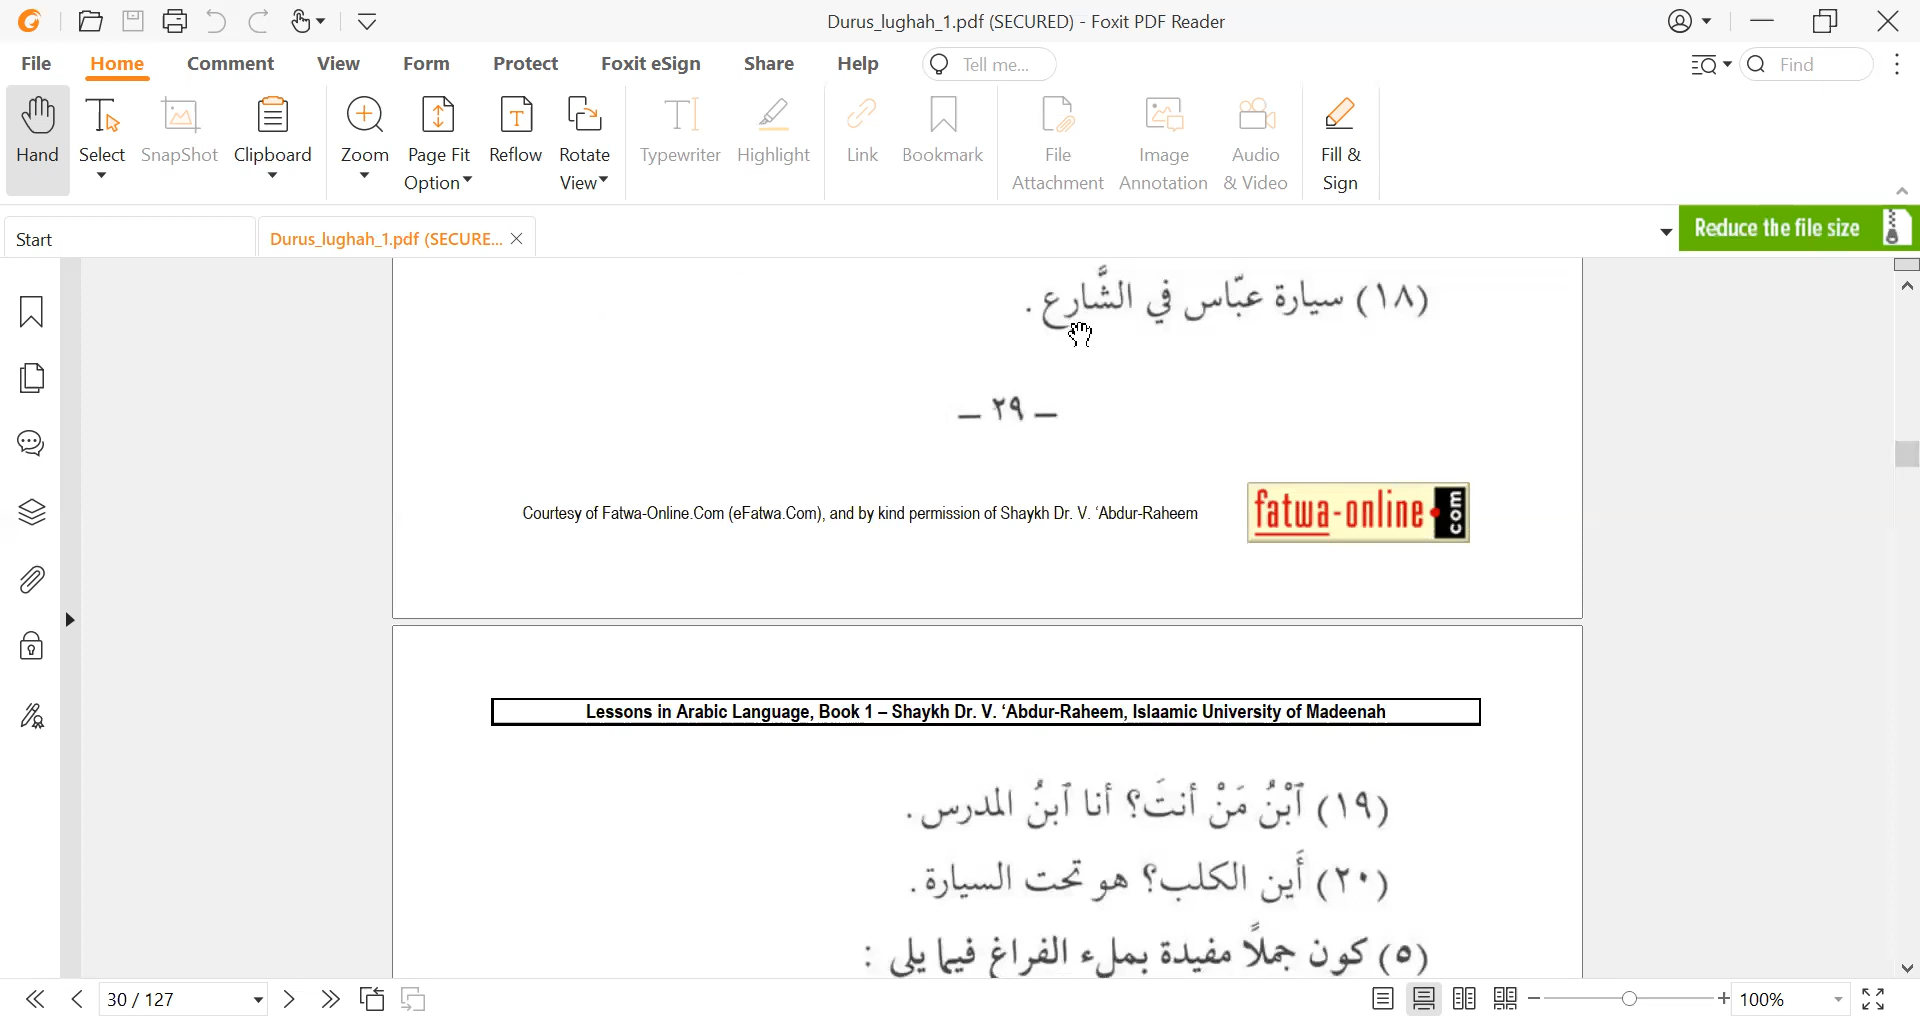 Durus_lughah_1.pdf (SECURED) - Foxit PDF Reader
File Home Comment View Form Protect Foxit eSign Share Help Tell me... Find
Hand Select SnapShot Clipboard Zoom Page Fit Option Reflow Rotate View Typewriter Highlight Link Bookmark File Attachment Image Annotation Audio & Video Fill & Sign
Start Durus_lughah_1.pdf (SECURE... Reduce the file size
(١٨) سيارة عبّاس في الشَّارع .
– ٢٩ –
Courtesy of Fatwa-Online.Com (eFatwa.Com), and by kind permission of Shaykh Dr. V. ‘Abdur-Raheem
fatwa-online.com
Lessons in Arabic Language, Book 1 – Shaykh Dr. V. ‘Abdur-Raheem, Islaamic University of Madeenah
(١٩) ٱبْنُ مَنْ أنتَ؟ أنا ٱبنُ المدرس .
(٢٠) أَين الكلب؟ هو تحت السيارة .
(٥) كون جملاً مفيدة بملء الفراغ فيما يلى :
30 / 127 100%